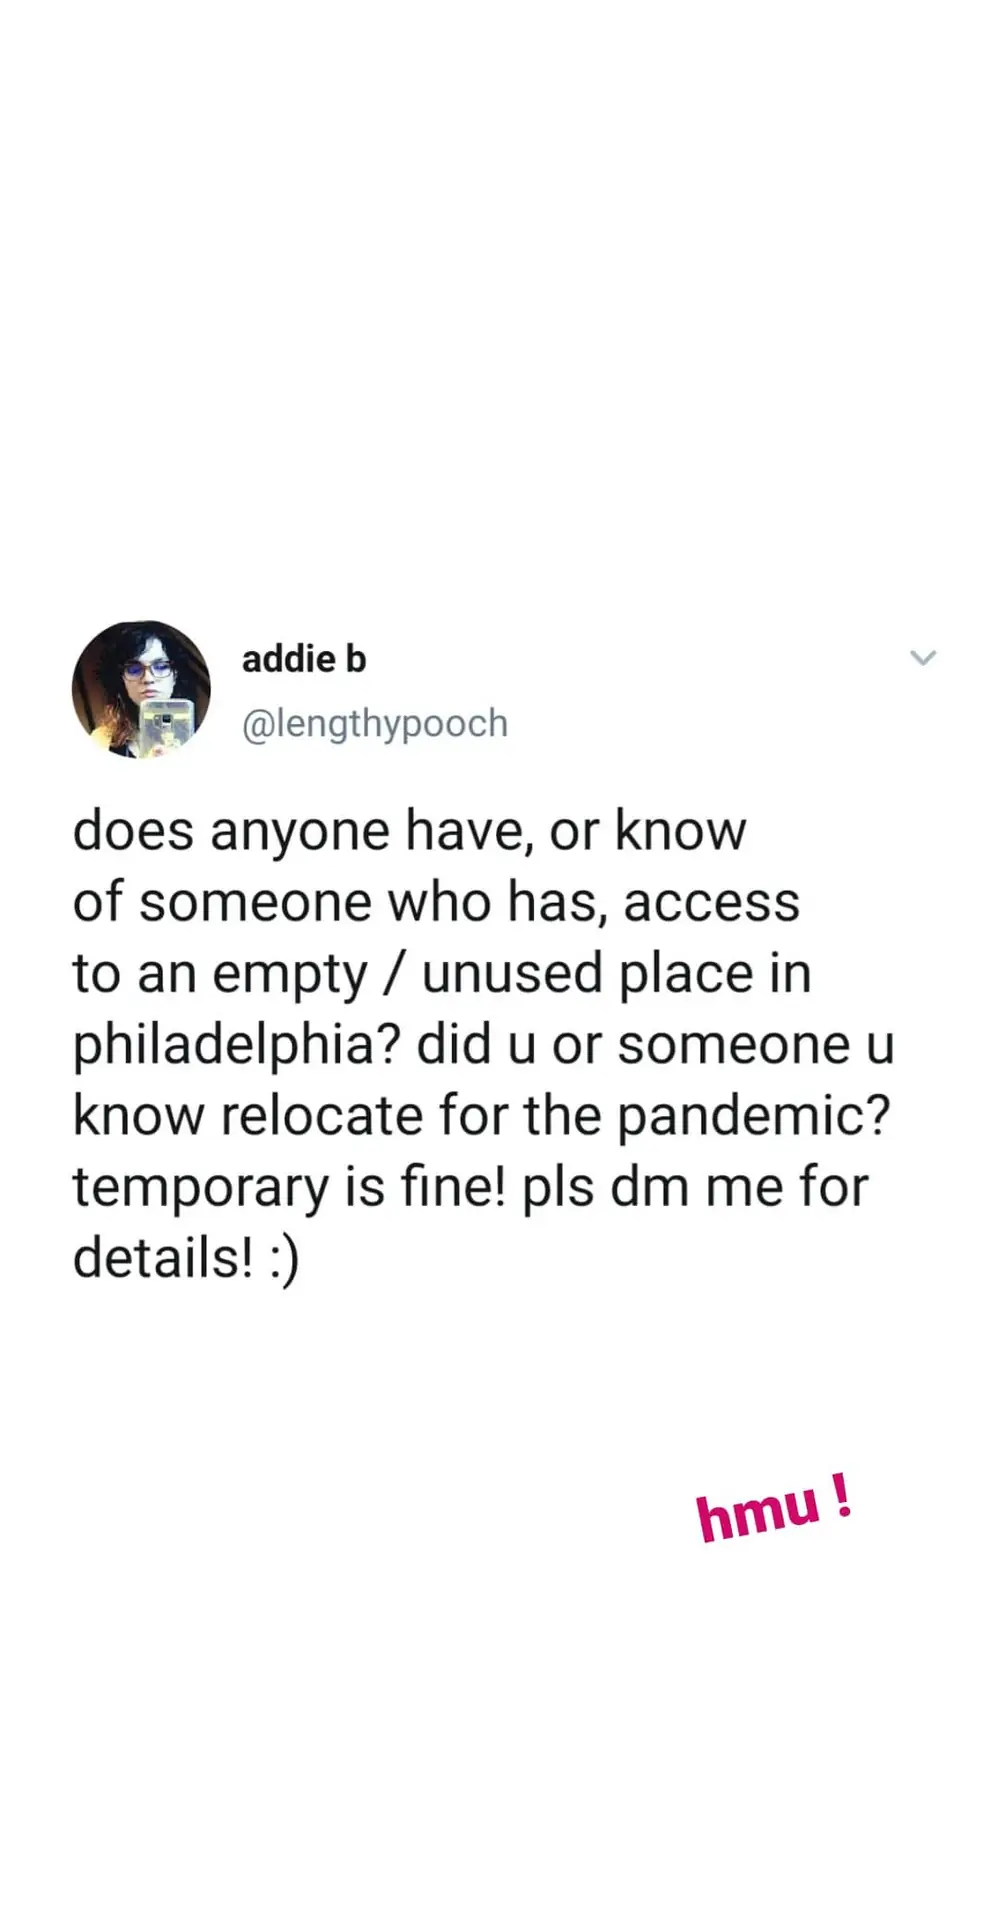 addie b
@lengthypooch
does anyone have, or know
of someone who has, access
to an empty / unused place in
philadelphia? did u or someone u
know relocate for the pandemic?
temporary is fine! pls dm me for
details! :)
hmu !